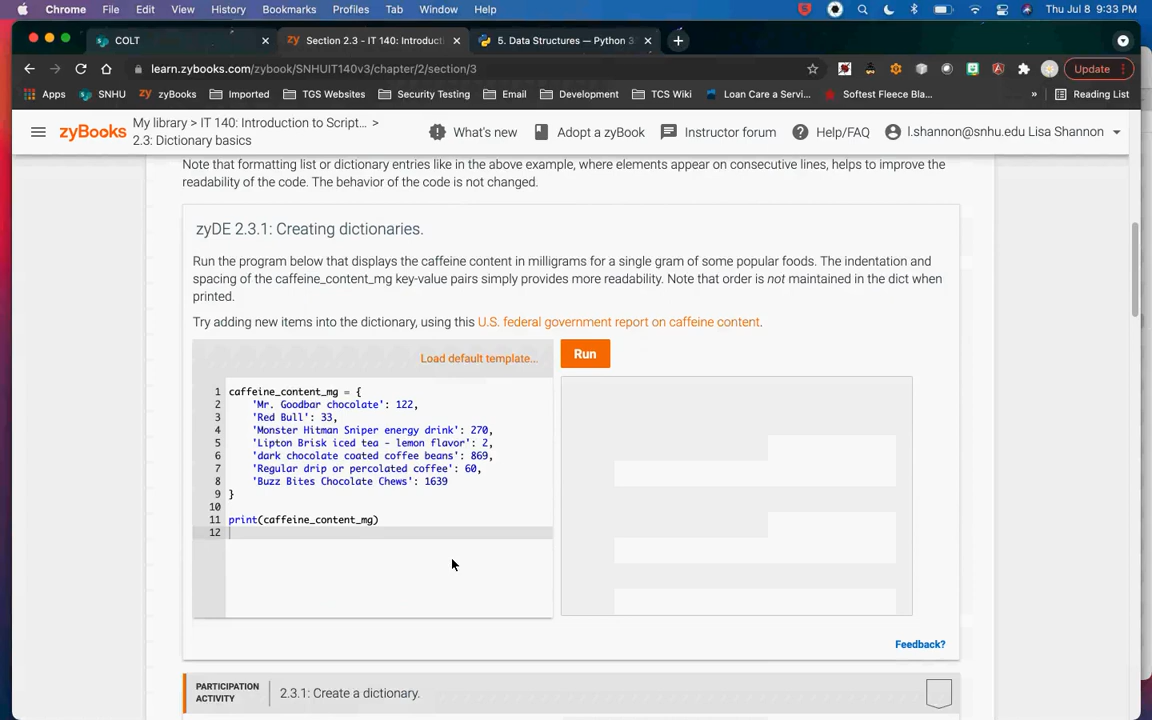 Chrome File Edit View History Bookmarks Profiles Tab Window Help Thu Jul 8 9:33 PM
COLT × Section 2.3 - IT 140: Introducti × 5. Data Structures — Python 3 × +
learn.zybooks.com/zybook/SNHUIT140v3/chapter/2/section/3 Update
Apps SNHU zyBooks Imported TGS Websites Security Testing Email Development TCS Wiki Loan Care a Servi... Softest Fleece Bla... » Reading List
zyBooks My library > IT 140: Introduction to Script... >
2.3: Dictionary basics
What's new Adopt a zyBook Instructor forum Help/FAQ l.shannon@snhu.edu Lisa Shannon
Note that formatting list or dictionary entries like in the above example, where elements appear on consecutive lines, helps to improve the
readability of the code. The behavior of the code is not changed.
zyDE 2.3.1: Creating dictionaries.
Run the program below that displays the caffeine content in milligrams for a single gram of some popular foods. The indentation and
spacing of the caffeine_content_mg key-value pairs simply provides more readability. Note that order is not maintained in the dict when
printed.
Try adding new items into the dictionary, using this U.S. federal government report on caffeine content.
Load default template...
Run
1 caffeine_content_mg = {
2 'Mr. Goodbar chocolate': 122,
3 'Red Bull': 33,
4 'Monster Hitman Sniper energy drink': 270,
5 'Lipton Brisk iced tea - lemon flavor': 2,
6 'dark chocolate coated coffee beans': 869,
7 'Regular drip or percolated coffee': 60,
8 'Buzz Bites Chocolate Chews': 1639
9 }
10
11 print(caffeine_content_mg)
12
Feedback?
PARTICIPATION
ACTIVITY
2.3.1: Create a dictionary.